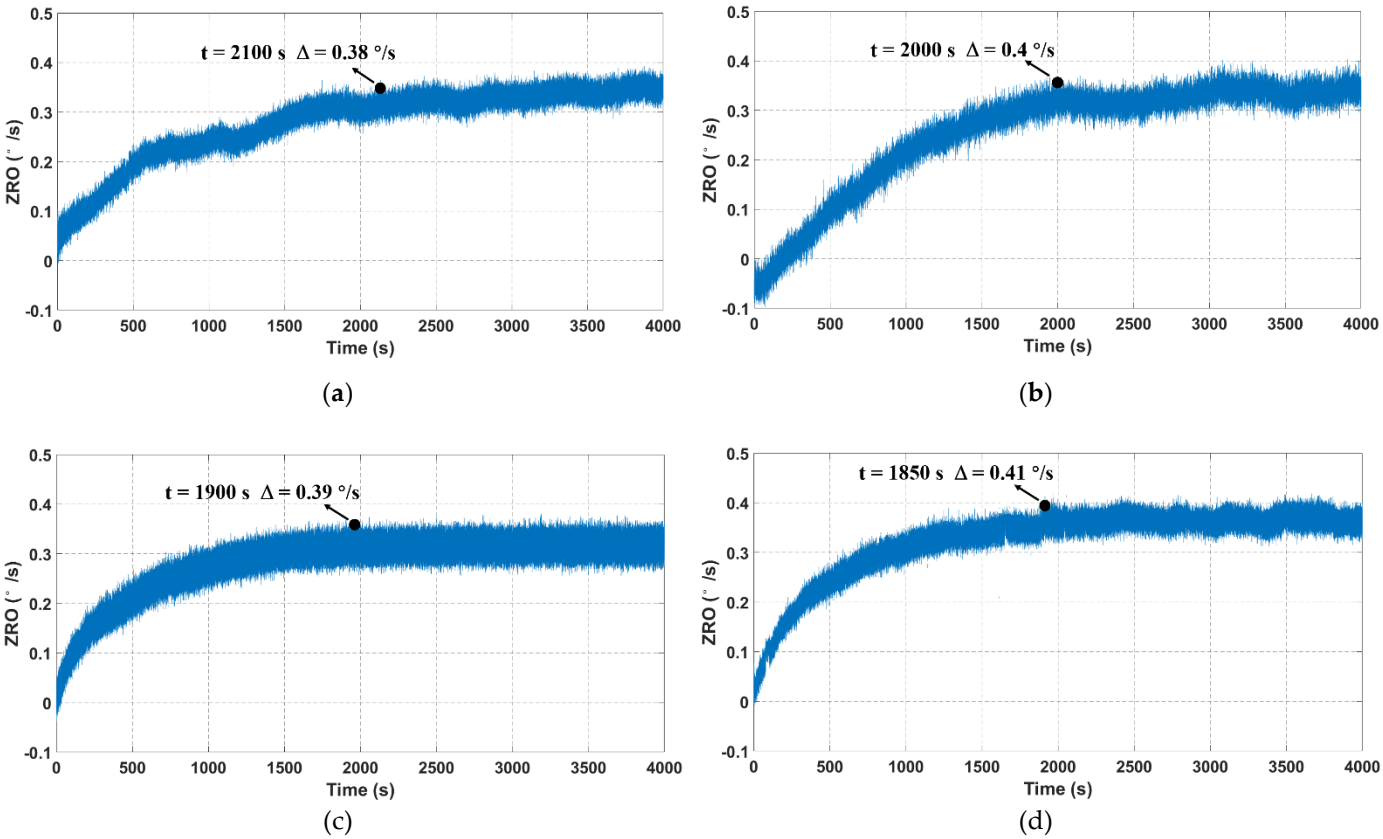 t = 2100 s Δ = 0.38 °/s
ZRO (° /s)
0.5
0.4
0.3
0.2
0.1
0
-0.1
0 500 1000 1500 2000 2500 3000 3500 4000
Time (s)
(a)
t = 2000 s Δ = 0.4 °/s
ZRO (° /s)
0.5
0.4
0.3
0.2
0.1
0
-0.1
0 500 1000 1500 2000 2500 3000 3500 4000
Time (s)
(b)
t = 1900 s Δ = 0.39 °/s
ZRO (° /s)
0.5
0.4
0.3
0.2
0.1
0
-0.1
0 500 1000 1500 2000 2500 3000 3500 4000
Time (s)
(c)
t = 1850 s Δ = 0.41 °/s
ZRO (° /s)
0.5
0.4
0.3
0.2
0.1
0
-0.1
0 500 1000 1500 2000 2500 3000 3500 4000
Time (s)
(d)